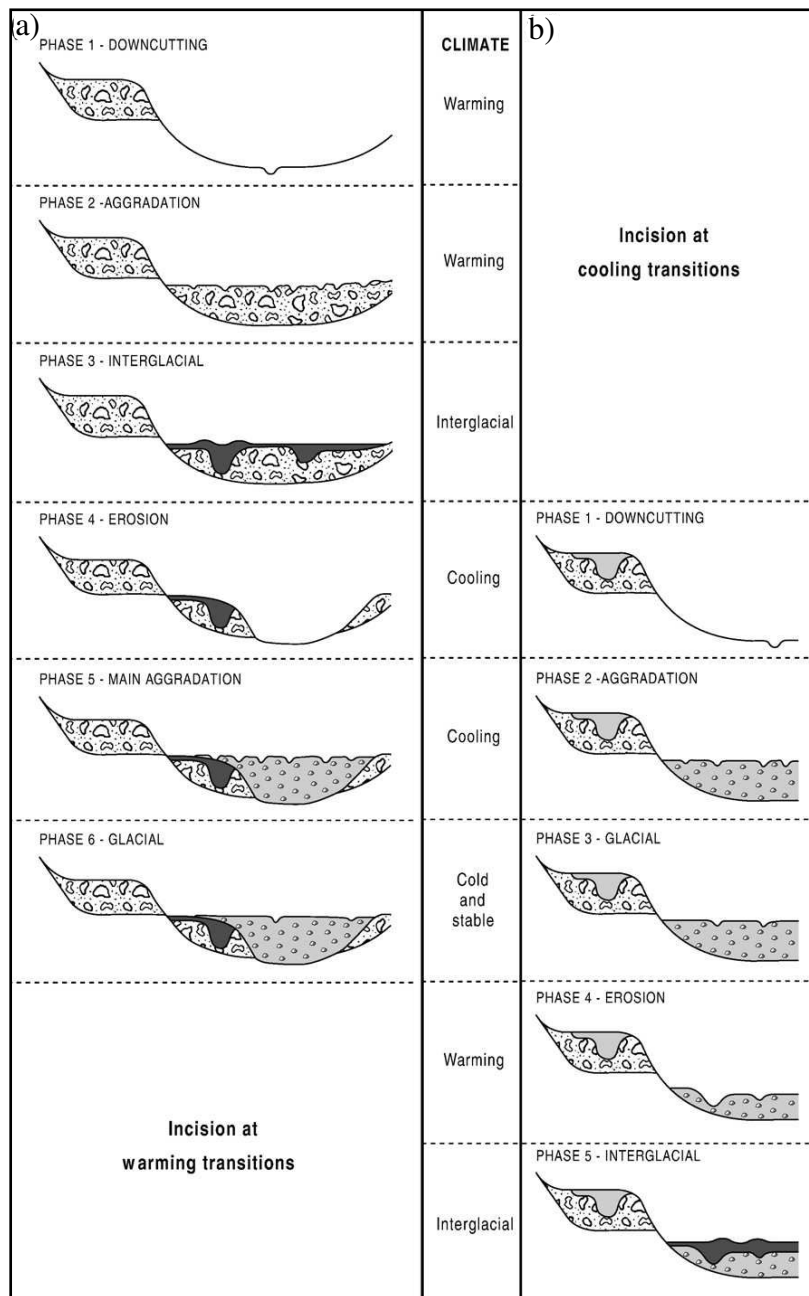 (a)
PHASE 1 - DOWNCUTTING
PHASE 2 -AGGRADATION
PHASE 3 - INTERGLACIAL
PHASE 4 - EROSION
PHASE 5 - MAIN AGGRADATION
PHASE 6 - GLACIAL
Incision at
warming transitions
CLIMATE
Warming
Warming
Interglacial
Cooling
Cooling
Cold
and
stable
Warming
Interglacial
b)
Incision at
cooling transitions
PHASE 1 - DOWNCUTTING
PHASE 2 -AGGRADATION
PHASE 3 - GLACIAL
PHASE 4 - EROSION
PHASE 5 - INTERGLACIAL